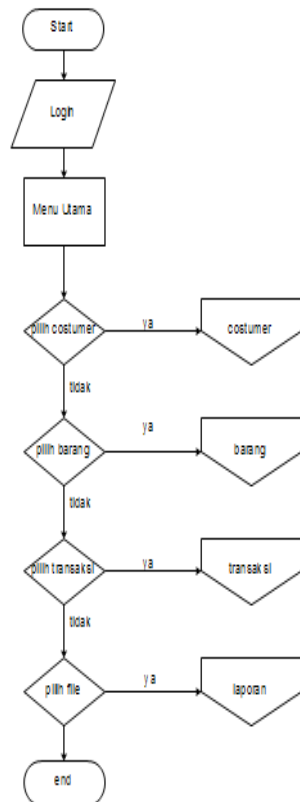 Start
Login
Menu Utama
pilih costumer
ya
costumer
tidak
pilih barang
ya
barang
tidak
pilih transaksi
ya
transaksi
tidak
pilih file
ya
laporan
end